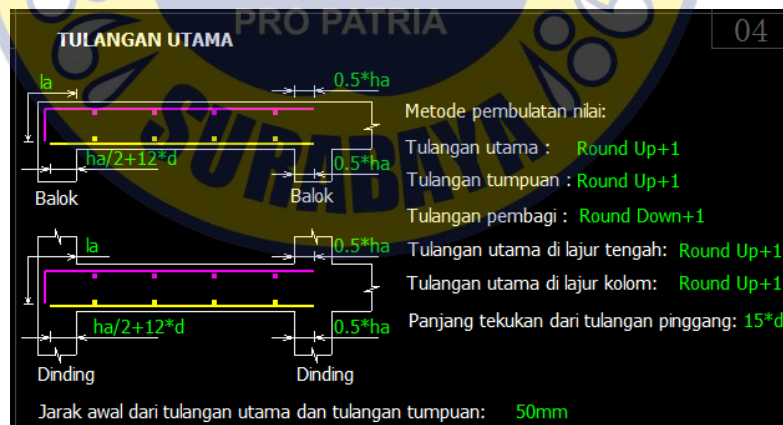 PRO PATRIA
04
TULANGAN UTAMA
la
0.5*ha
ha/2+12*d
0.5*ha
Balok
Balok
Metode pembulatan nilai:
Tulangan utama : Round Up+1
Tulangan tumpuan : Round Up+1
Tulangan pembagi : Round Down+1
Tulangan utama di lajur tengah: Round Up+1
Tulangan utama di lajur kolom: Round Up+1
Panjang tekukan dari tulangan pinggang: 15*d
la
0.5*ha
ha/2+12*d
0.5*ha
Dinding
Dinding
Jarak awal dari tulangan utama dan tulangan tumpuan: 50mm
SURABAYA